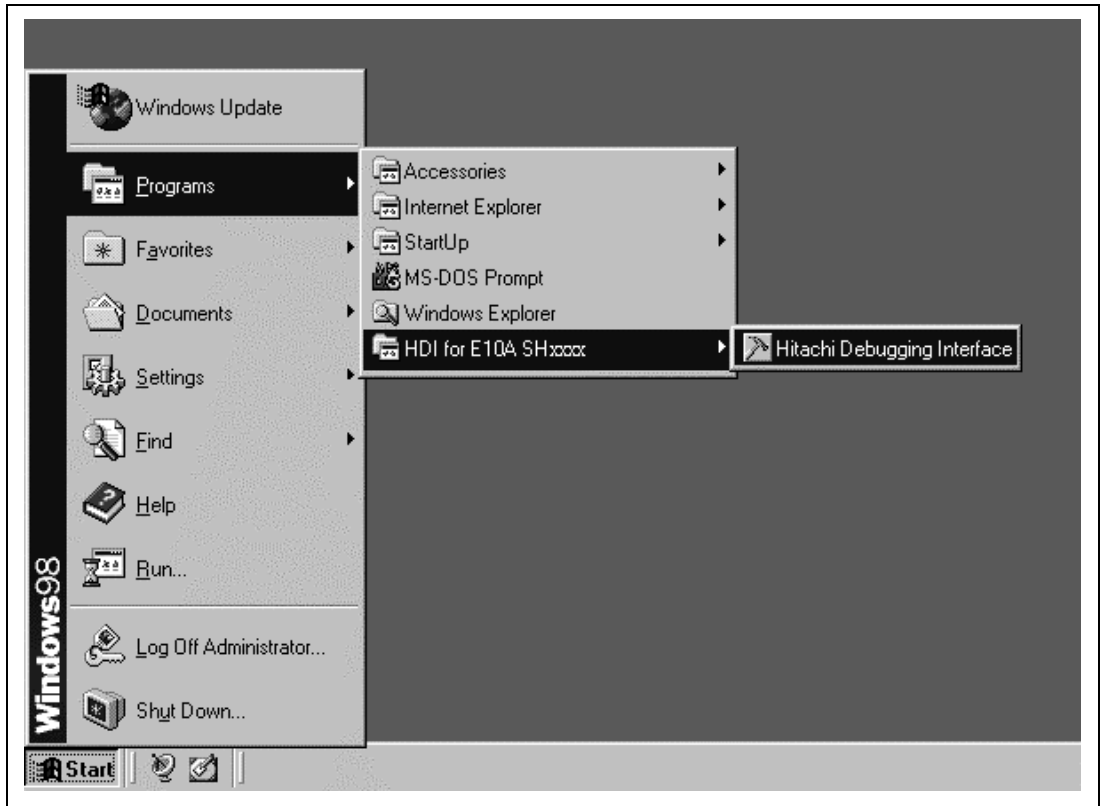 Windows Update
Programs
Favorites
Documents
Settings
Find
Help
Run...
Log Off Administrator...
Shut Down...
Windows98
Accessories
Internet Explorer
StartUp
MS-DOS Prompt
Windows Explorer
HDI for E10A SHxxxx
Hitachi Debugging Interface
Start